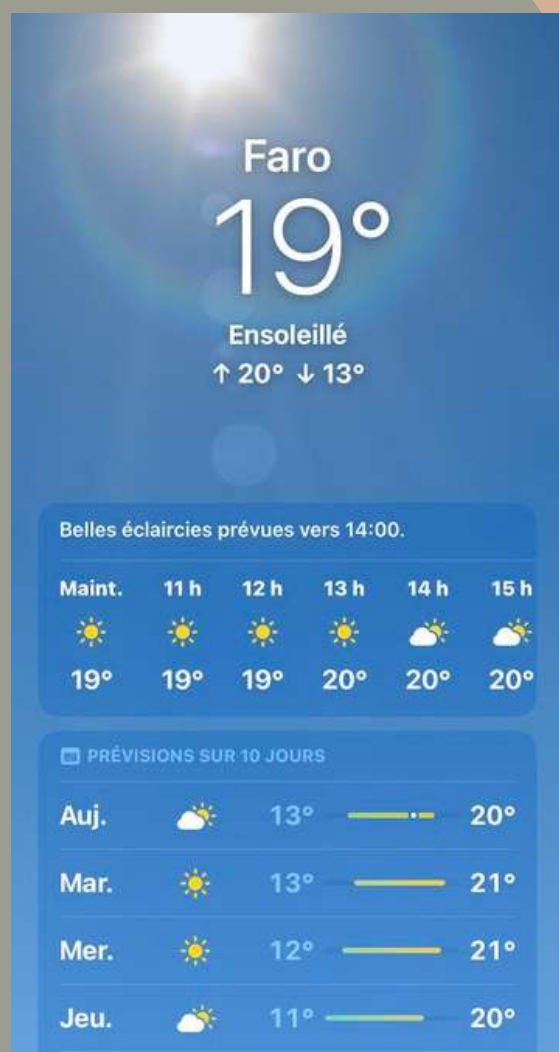 Faro
19°
Ensoleillé
↑ 20° ↓ 13°
Belles éclaircies prévues vers 14:00.
Maint. 11 h 12 h 13 h 14 h 15 h
19° 19° 19° 20° 20° 20°
PRÉVISIONS SUR 10 JOURS
Auj. 13° 20°
Mar. 13° 21°
Mer. 12° 21°
Jeu. 11° 20°